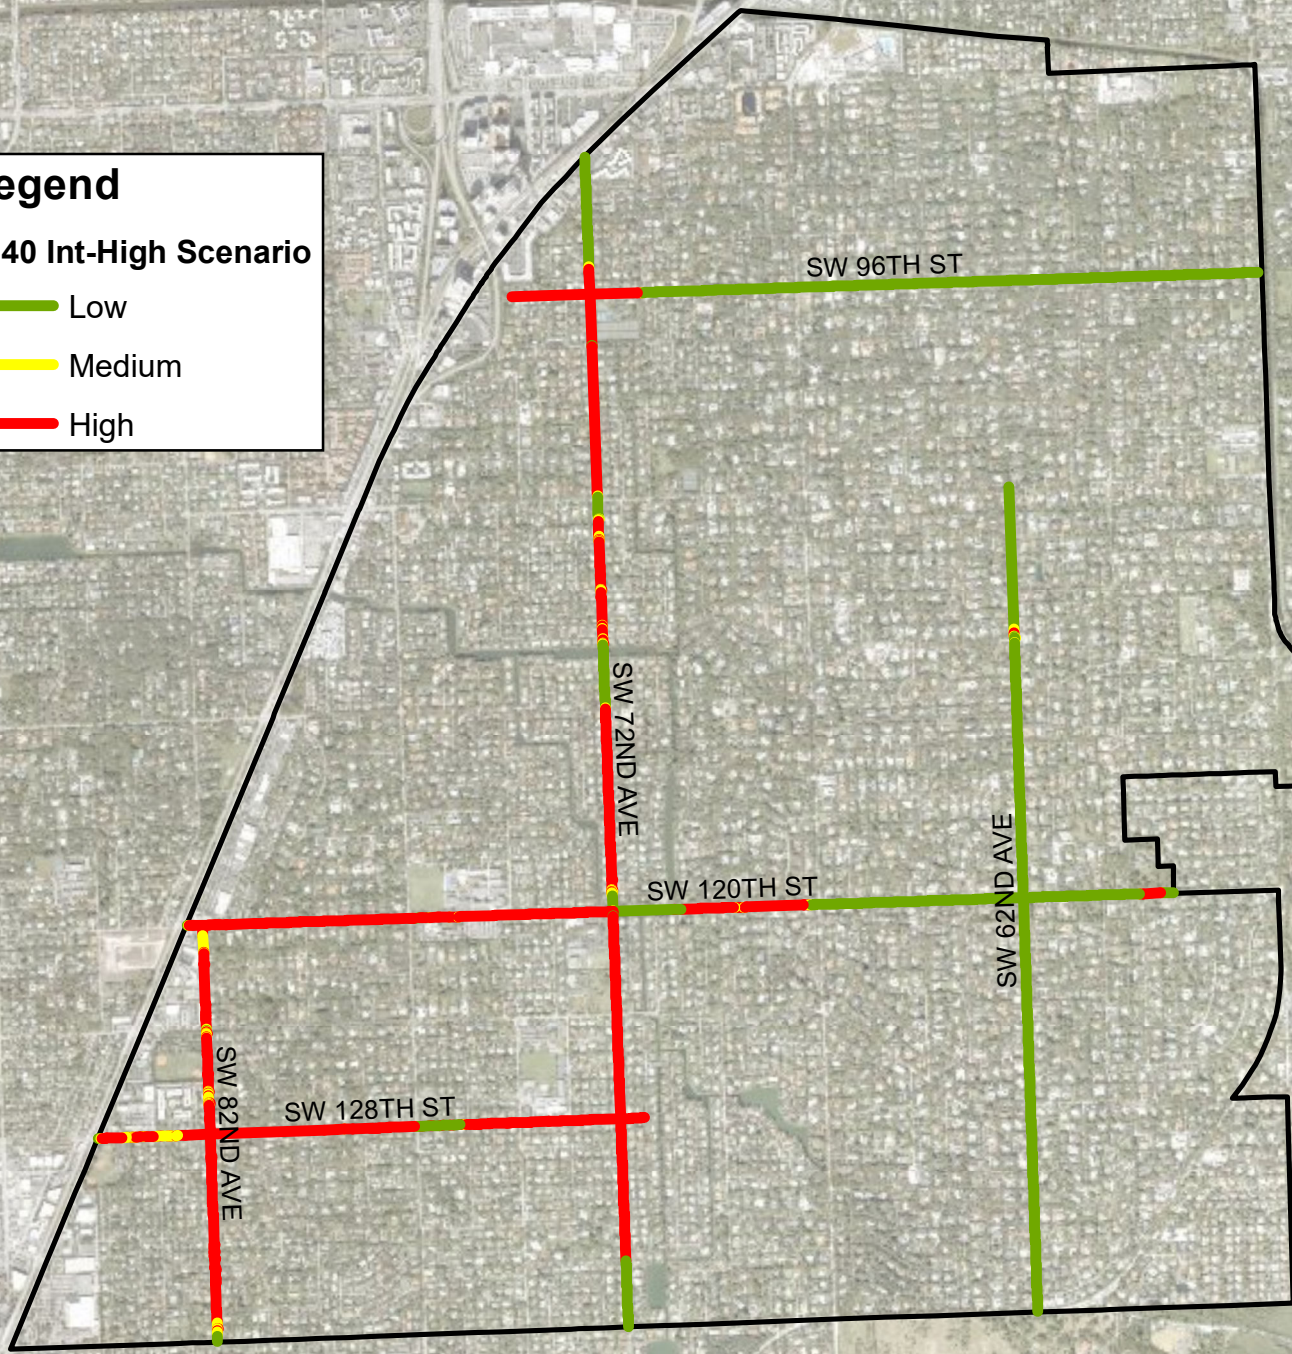 egend
40 Int-High Scenario
Low
Medium
High
SW 96TH ST
SW 72ND AVE
SW 62ND AVE
SW 120TH ST
SW 82ND AVE
SW 128TH ST